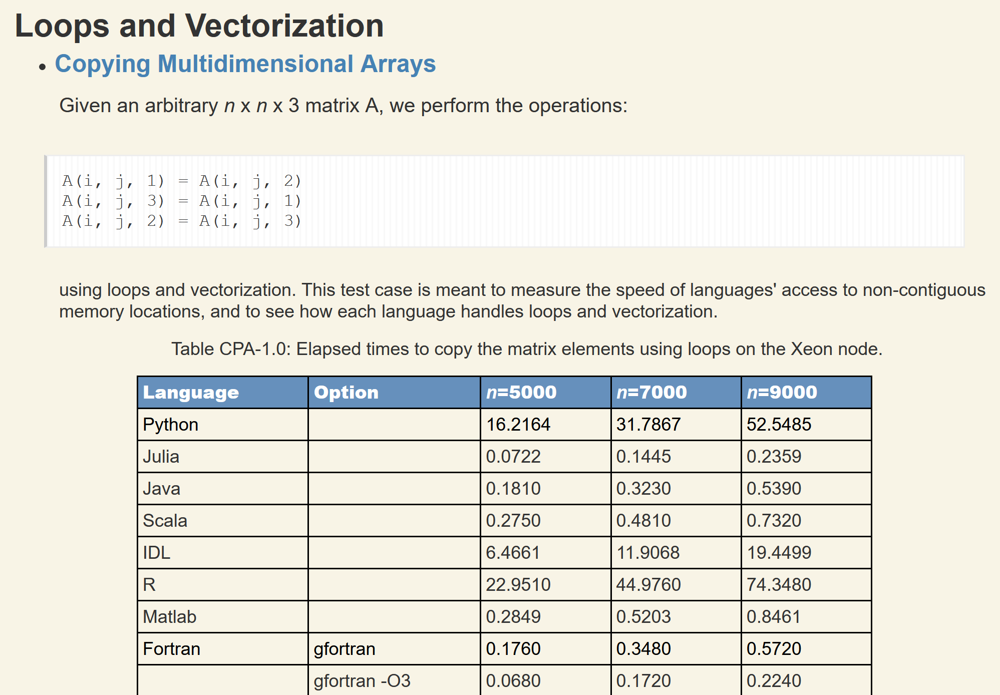 Loops and Vectorization
• Copying Multidimensional Arrays
Given an arbitrary n x n x 3 matrix A, we perform the operations:
A(i, j, 1) = A(i, j, 2)
A(i, j, 3) = A(i, j, 1)
A(i, j, 2) = A(i, j, 3)
using loops and vectorization. This test case is meant to measure the speed of languages' access to non-contiguous
memory locations, and to see how each language handles loops and vectorization.
Table CPA-1.0: Elapsed times to copy the matrix elements using loops on the Xeon node.
Language Option n=5000 n=7000 n=9000
Python 16.2164 31.7867 52.5485
Julia 0.0722 0.1445 0.2359
Java 0.1810 0.3230 0.5390
Scala 0.2750 0.4810 0.7320
IDL 6.4661 11.9068 19.4499
R 22.9510 44.9760 74.3480
Matlab 0.2849 0.5203 0.8461
Fortran gfortran 0.1760 0.3480 0.5720
gfortran -O3 0.0680 0.1720 0.2240